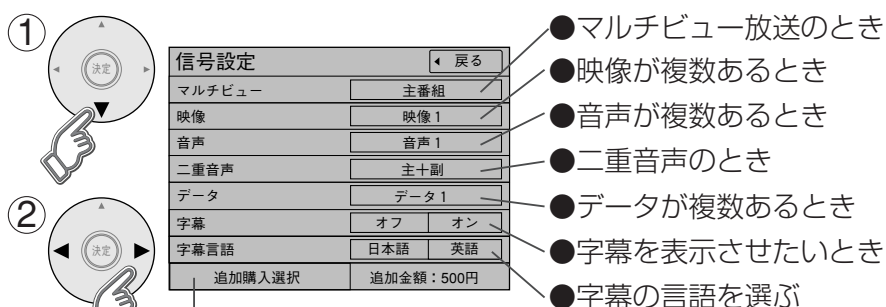 ①
決定
信号設定
◀ 戻る
マルチビュー 主番組
映像 映像1
音声 音声1
二重音声 主+副
データ データ1
字幕 オフ オン
字幕言語 日本語 英語
追加購入選択 追加金額：500円
●マルチビュー放送のとき
●映像が複数あるとき
●音声が複数あるとき
●二重音声のとき
●データが複数あるとき
●字幕を表示させたいとき
●字幕の言語を選ぶ
②
決定